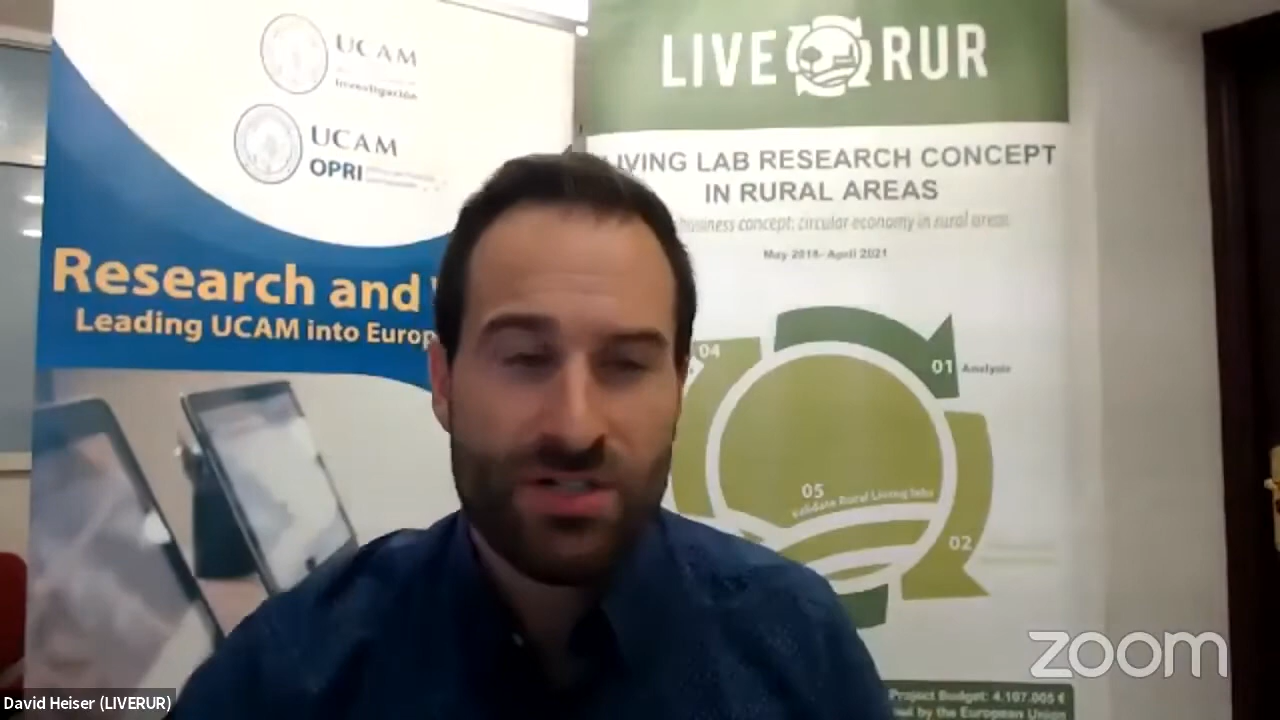 UCAM
Investigación
UCAM
OPRI
Research and
Leading UCAM into Europ
LIVE RUR
LIVING LAB RESEARCH CONCEPT
IN RURAL AREAS
business concept: circular economy in rural areas
May 2018- April 2021
04
01 Analysis
05
Validate Rural Living labs
02
zoom
Project Budget: 4.107.005 €
by the European Union
David Heiser (LIVERUR)